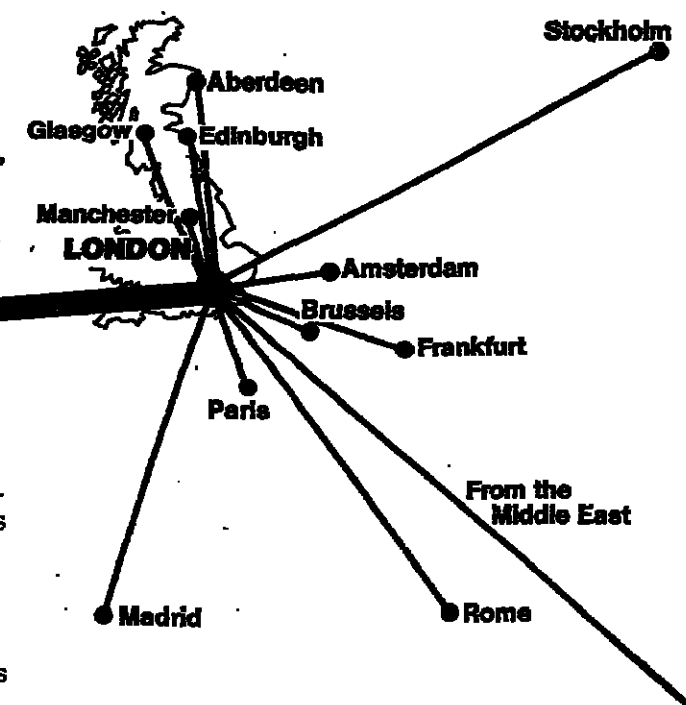 Stockholm
Aberdeen
Glasgow
Edinburgh
Manchester
LONDON
Amsterdam
Brussels
Frankfurt
Paris
From the
Middle East
s
Madrid
Rome
s